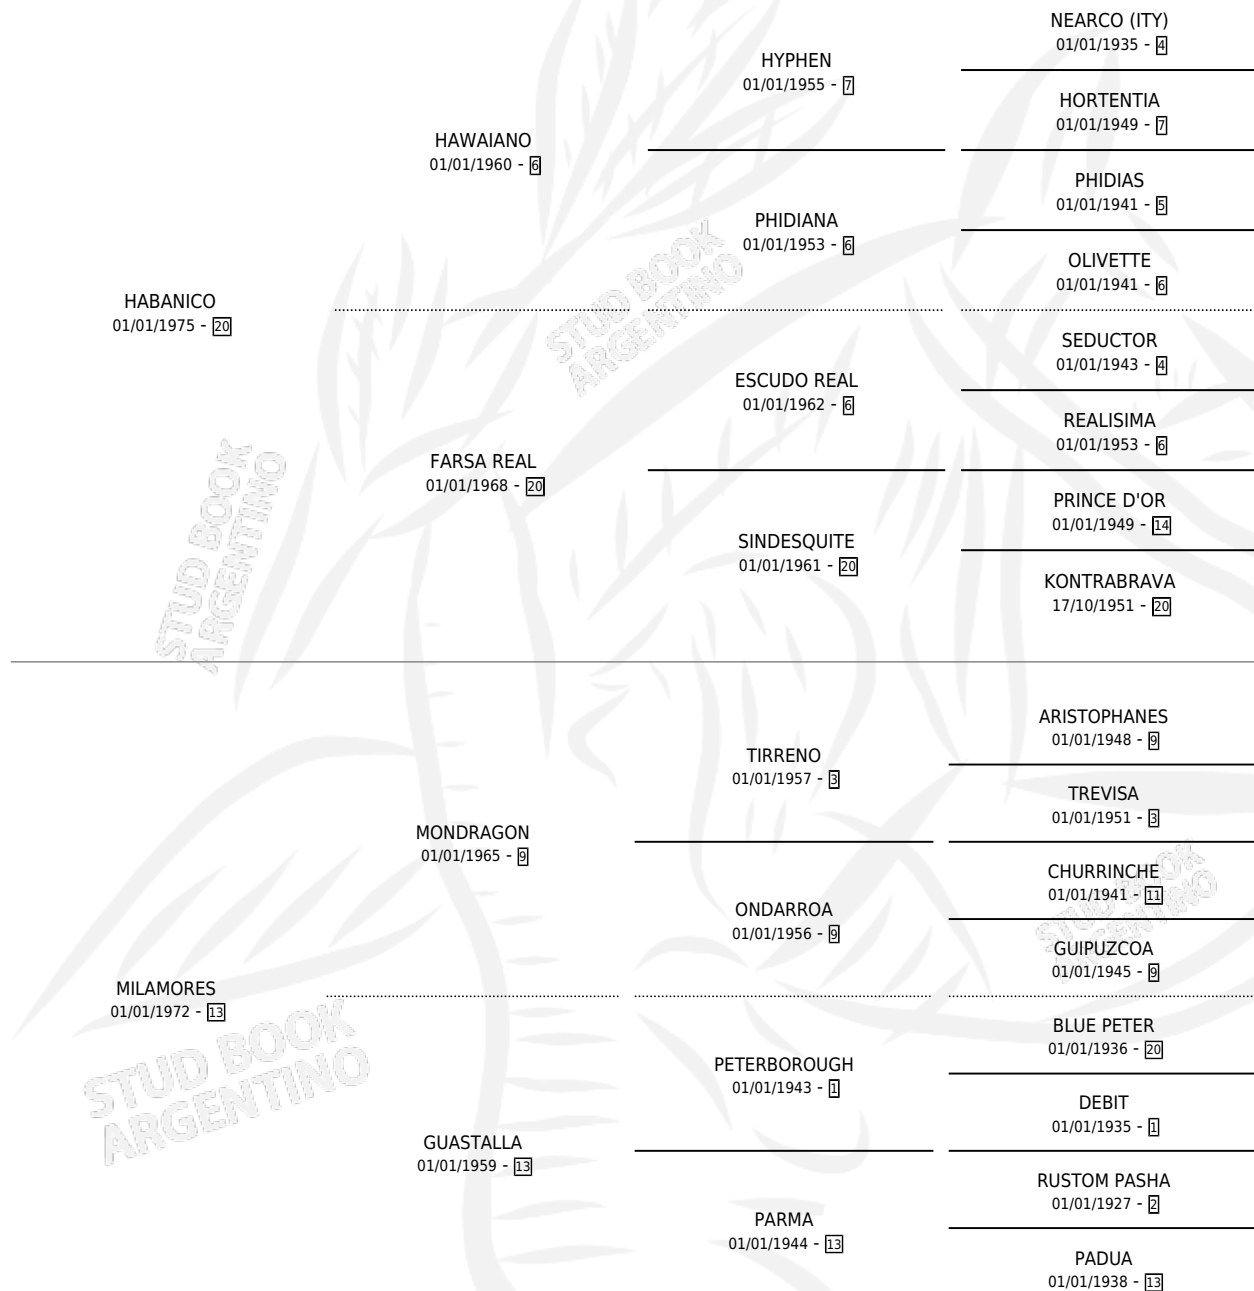 NEARCO (ITY)
01/01/1935 - 4
HYPHEN
01/01/1955 - 7
HORTENTIA
01/01/1949 - 7
HAWAIANO
01/01/1960 - 6
PHIDIAS
01/01/1941 - 5
PHIDIANA
01/01/1953 - 6
OLIVETTE
01/01/1941 - 6
HABANICO
01/01/1975 - 20
SEDUCTOR
01/01/1943 - 4
ESCUDO REAL
01/01/1962 - 6
REALISIMA
01/01/1953 - 6
FARSA REAL
01/01/1968 - 20
PRINCE D'OR
01/01/1949 - 14
SINDESQUITE
01/01/1961 - 20
KONTRABRAVA
17/10/1951 - 20
STUD BOOK
ARGENTINO
STUD BOOK
ARGENTINO
ARISTOPHANES
01/01/1948 - 9
TIRRENO
01/01/1957 - 3
TREVISA
01/01/1951 - 3
MONDRAGON
01/01/1965 - 9
CHURRINCHE
01/01/1941 - 11
ONDARROA
01/01/1956 - 9
GUIPUZCOA
01/01/1945 - 9
MILAMORES
01/01/1972 - 13
BLUE PETER
01/01/1936 - 20
PETERBOROUGH
01/01/1943 - 1
DEBIT
01/01/1935 - 1
GUASTALLA
01/01/1959 - 13
RUSTOM PASHA
01/01/1927 - 2
PARMA
01/01/1944 - 13
PADUA
01/01/1938 - 13
STUD BOOK
ARGENTINO
STUD BOOK
ARGENTINO